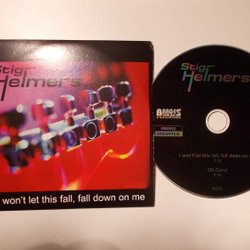 Stig
Helmers
won't let this fall, fall down on me
Stig
Helmers
PROMO
I won't let this fall, fall down on me
Oh Carol